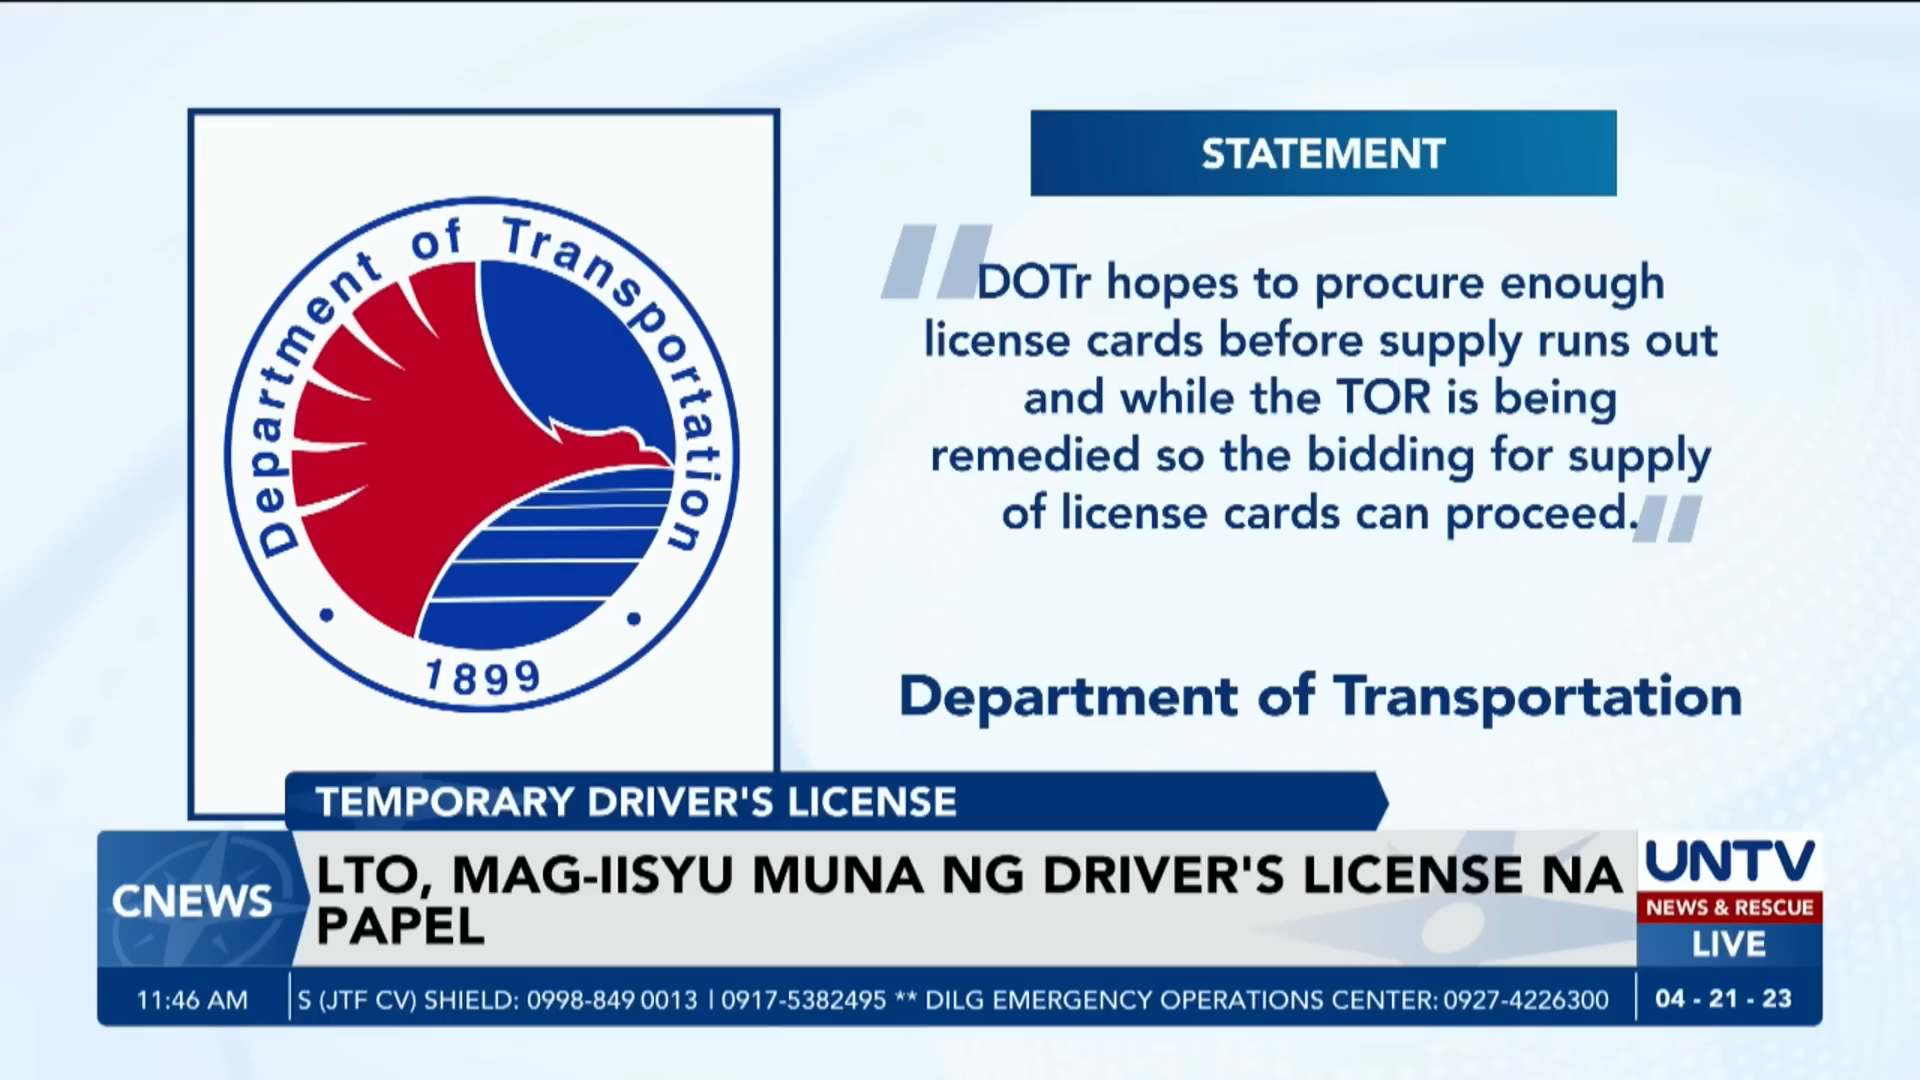 Department of Transportation
1899
STATEMENT
"DOTr hopes to procure enough
license cards before supply runs out
and while the TOR is being
remedied so the bidding for supply
of license cards can proceed."
Department of Transportation
TEMPORARY DRIVER'S LICENSE
CNEWS
LTO, MAG-IISYU MUNA NG DRIVER'S LICENSE NA
PAPEL
UNTV
NEWS & RESCUE
LIVE
11:46 AM
S (JTF CV) SHIELD: 0998-849 0013 | 0917-5382495 ** DILG EMERGENCY OPERATIONS CENTER: 0927-4226300
04 - 21 - 23